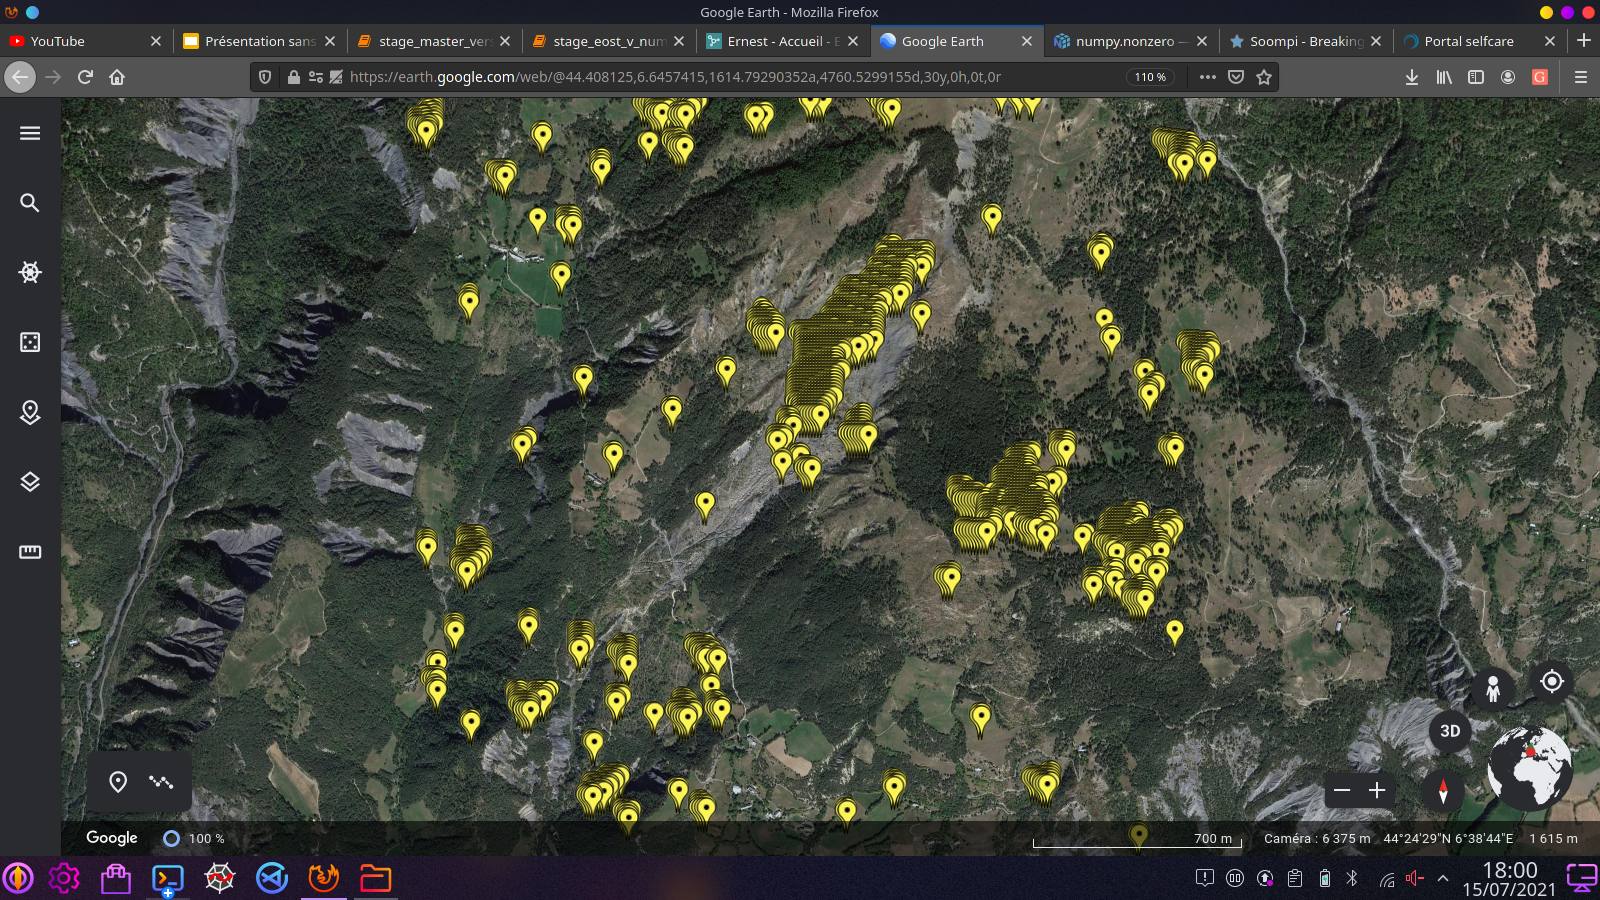 Google Earth - Mozilla Firefox
YouTube
Présentation sans
stage_master_vers
stage_eost_v_num
Ernest - Accueil - E
Google Earth
numpy.nonzero —
Soompi - Breaking
Portal selfcare
https://earth.google.com/web/@44.408125,6.6457415,1614.79290352a,4760.5299155d,30y,0h,0t,0r
110 %
G
3D
Google
100 %
700 m
Caméra : 6 375 m
44°24'29"N 6°38'44"E
1 615 m
18:00
15/07/2021